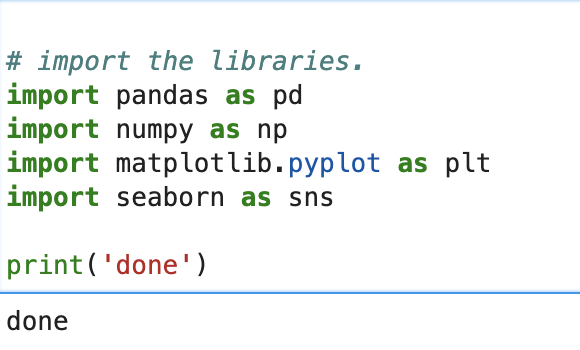 # import the libraries.
import pandas as pd
import numpy as np
import matplotlib.pyplot as plt
import seaborn as sns
print('done')
done